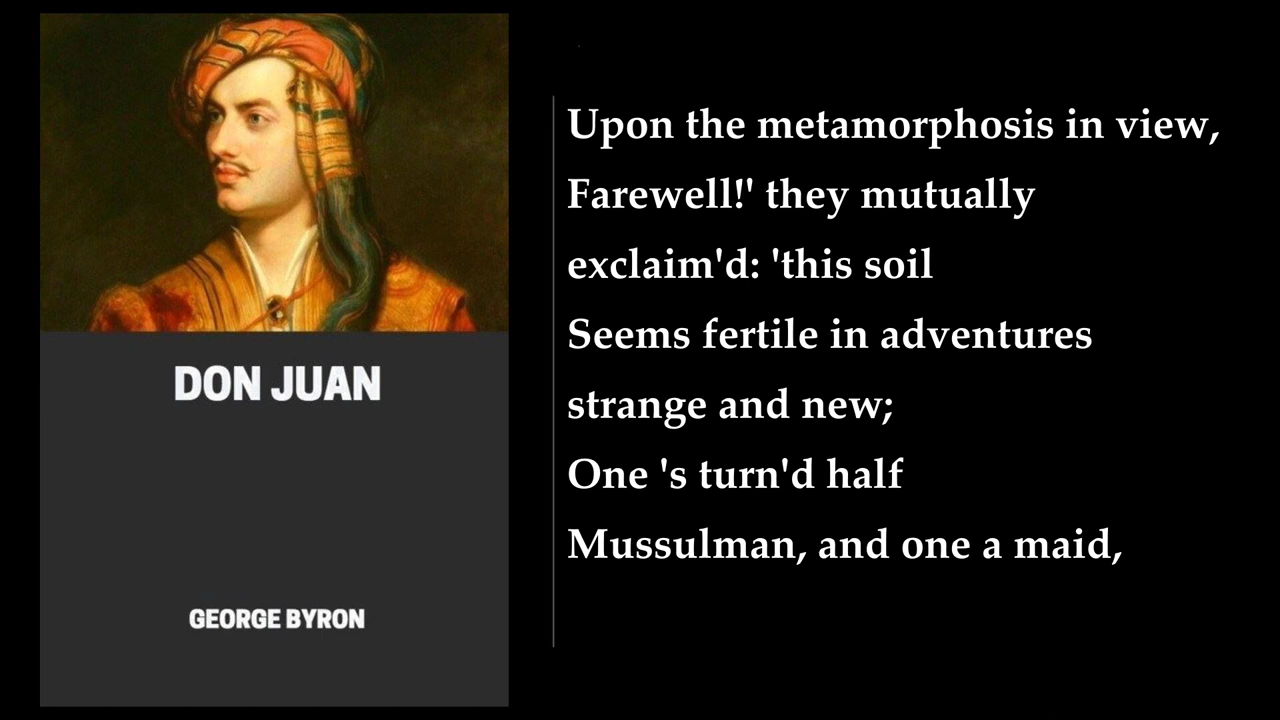 DON JUAN
GEORGE BYRON
Upon the metamorphosis in view,
Farewell!' they mutually
exclaim'd: 'this soil
Seems fertile in adventures
strange and new;
One 's turn'd half
Mussulman, and one a maid,